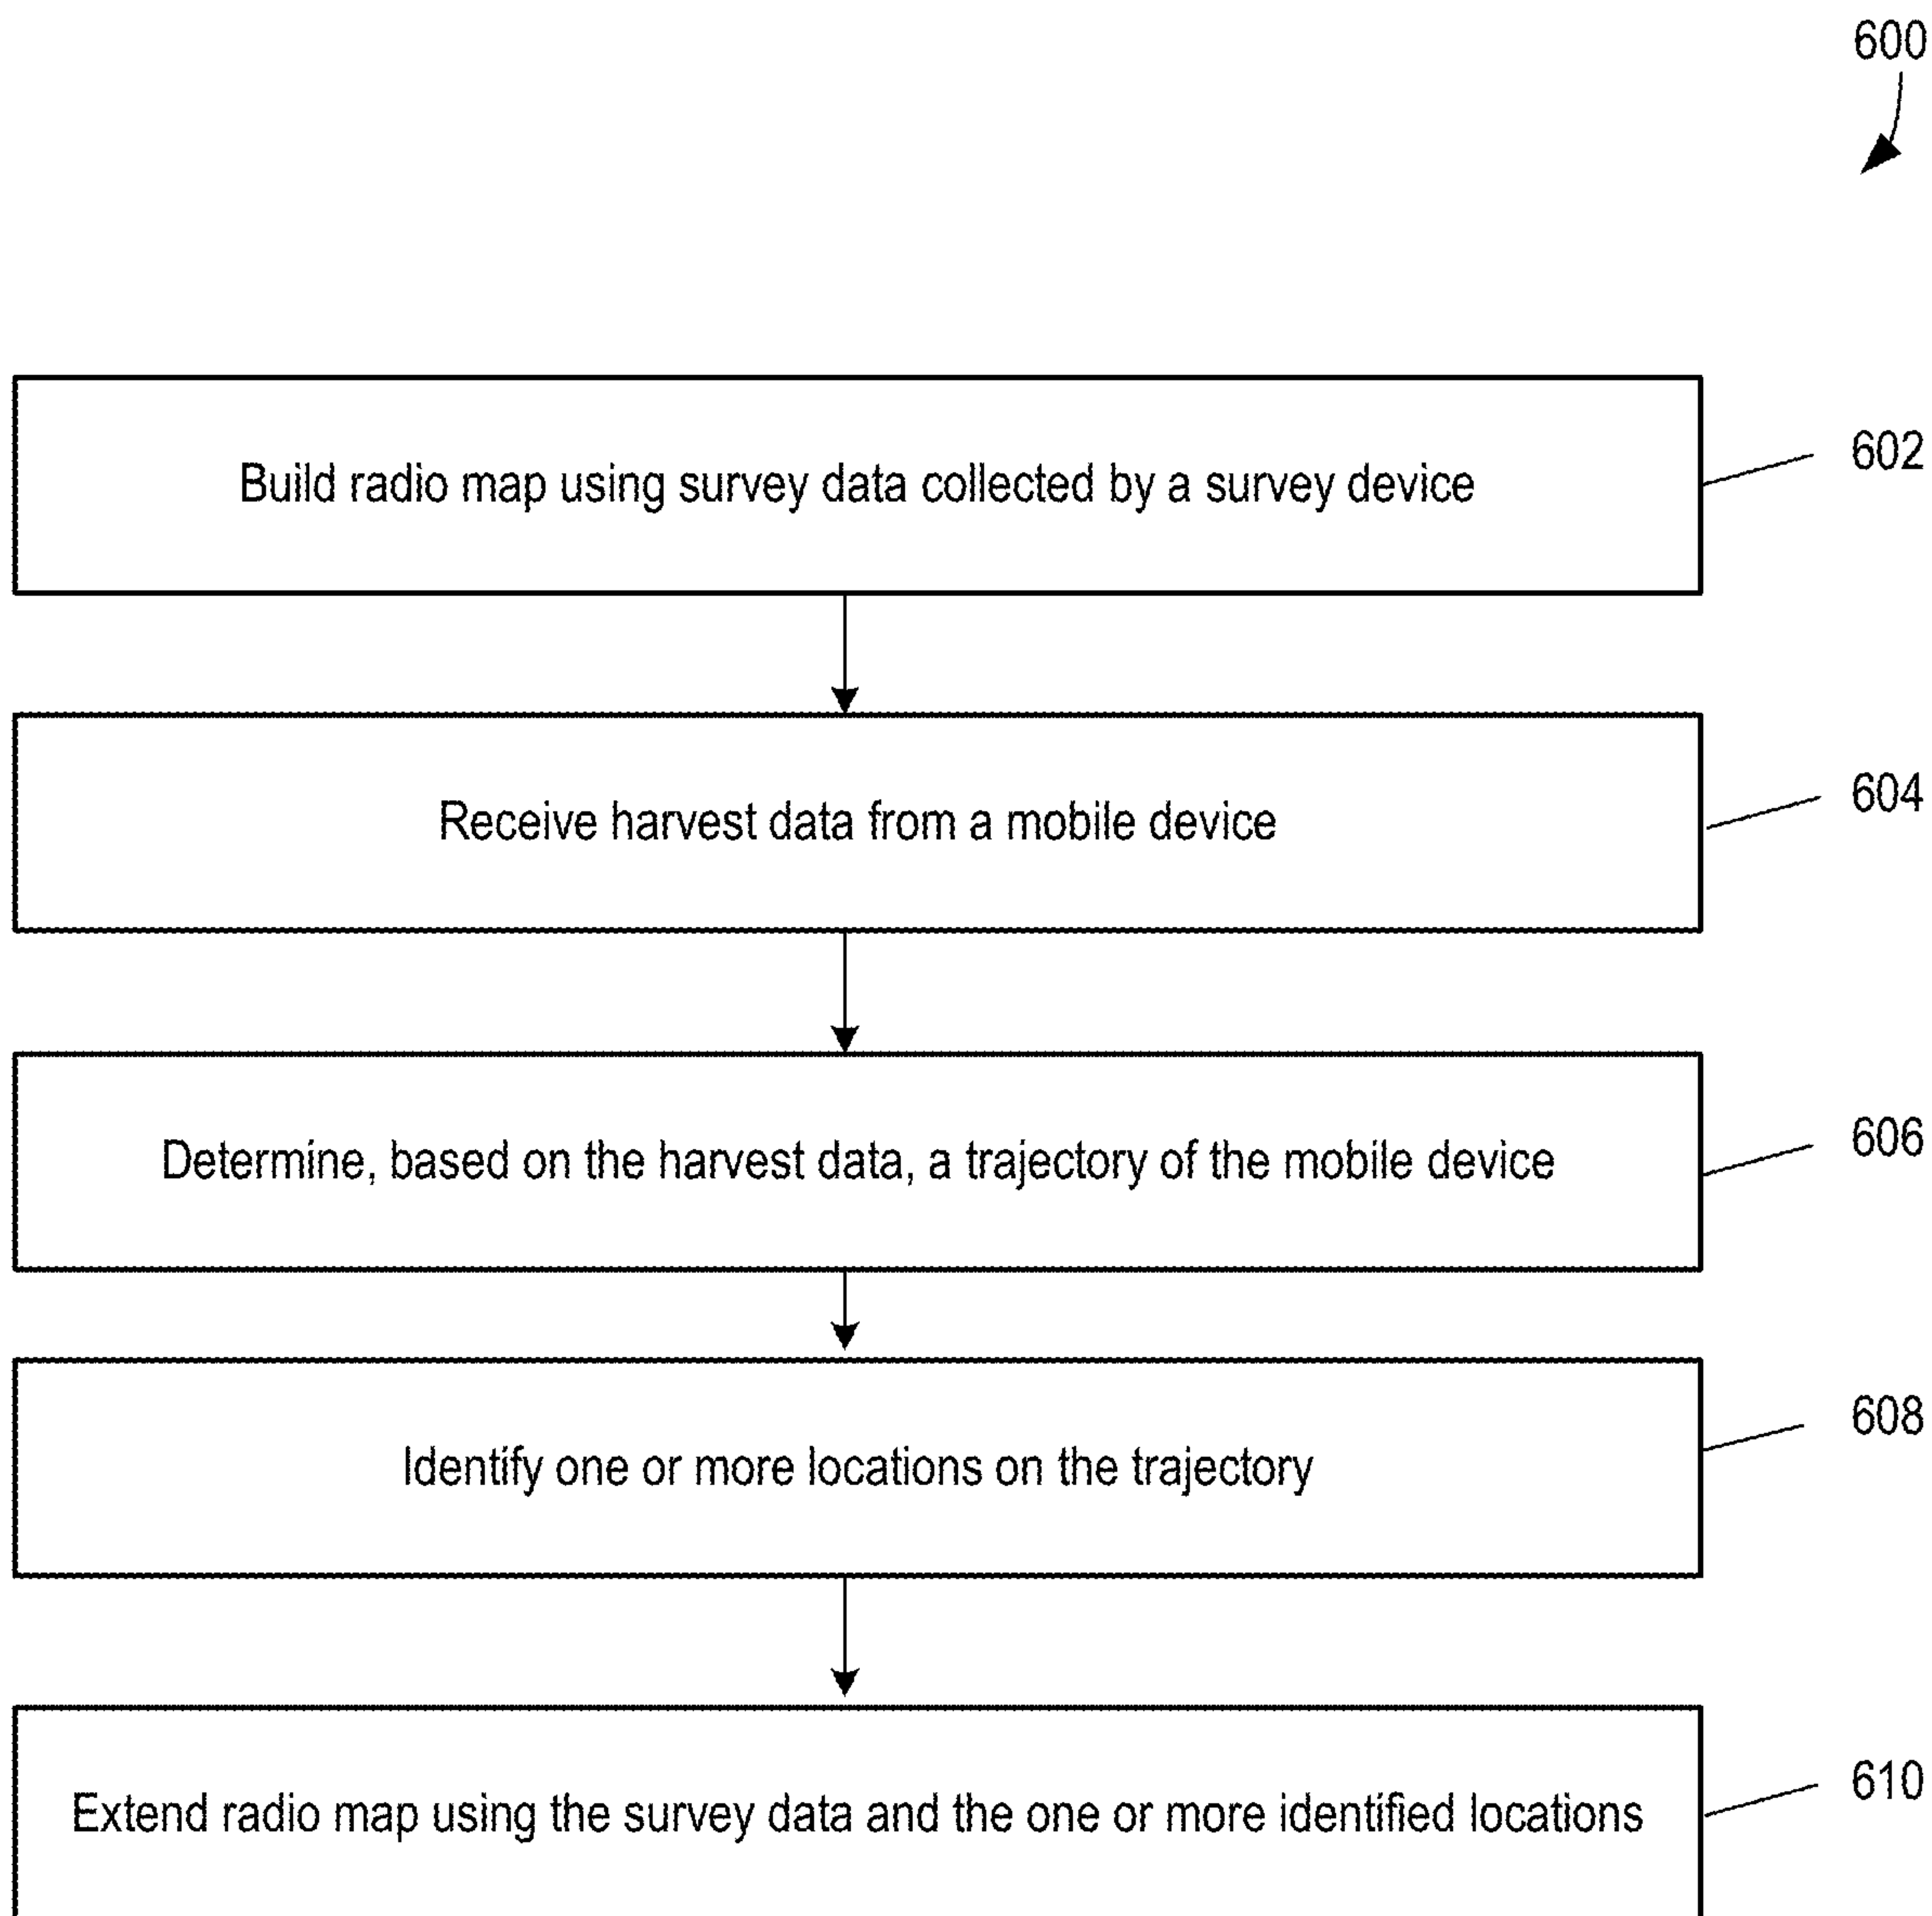 600
Build radio map using survey data collected by a survey device
602
Receive harvest data from a mobile device
604
Determine, based on the harvest data, a trajectory of the mobile device
606
Identify one or more locations on the trajectory
608
Extend radio map using the survey data and the one or more identified locations
610